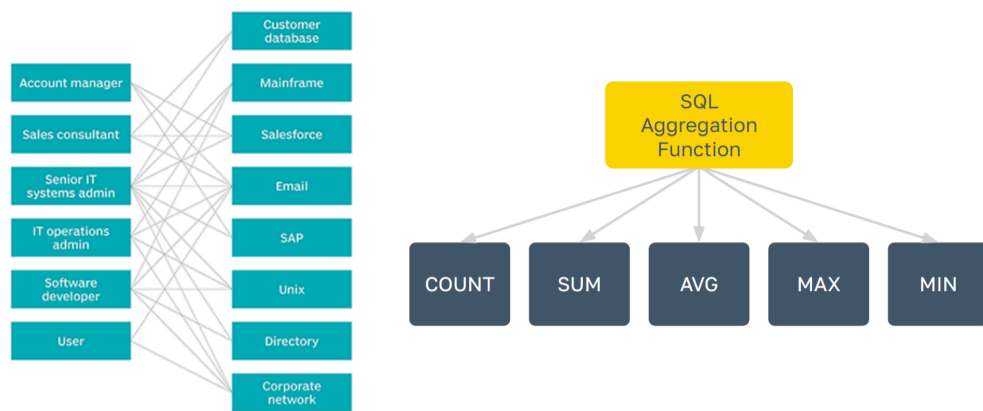 Customer
database
Account manager
Mainframe
Sales consultant
Salesforce
Senior IT
systems admin
Email
IT operations
admin
SAP
Software
developer
Unix
User
Directory
Corporate
network
SQL
Aggregation
Function
COUNT
SUM
AVG
MAX
MIN